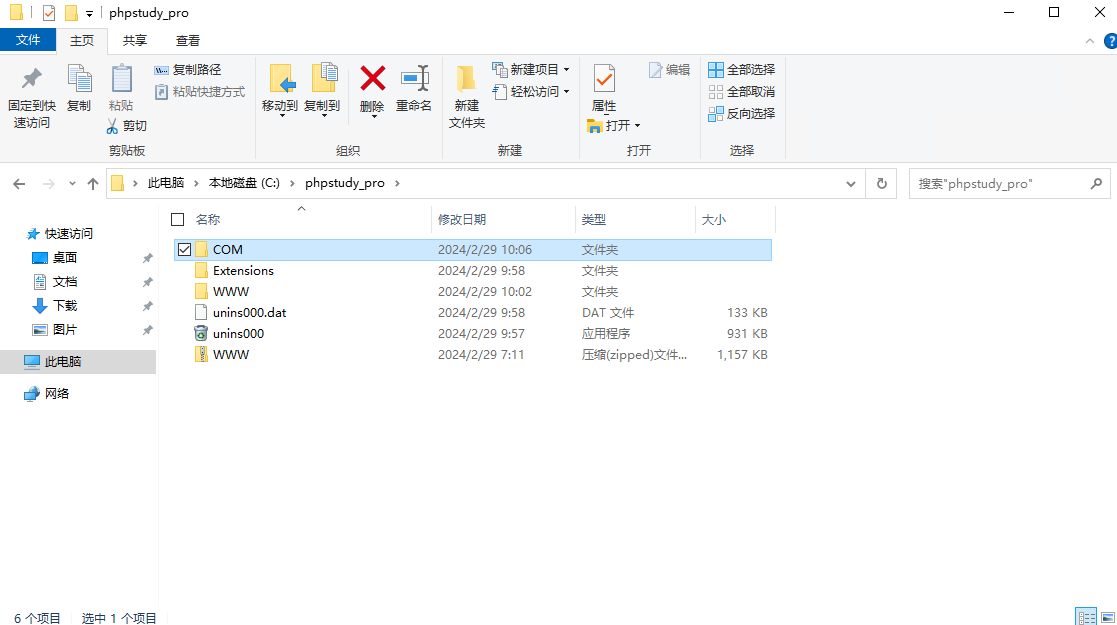 phpstudy_pro
文件 主页 共享 查看
固定到快速访问 复制 粘贴 复制路径 粘贴快捷方式 剪切
移动到 复制到 删除 重命名
新建文件夹 新建项目 轻松访问
属性 打开 编辑
全部选择 全部取消 反向选择
剪贴板 组织 新建 打开 选择
此电脑 本地磁盘 (C:) phpstudy_pro
搜索"phpstudy_pro"
快速访问
桌面
文档
下载
图片
此电脑
网络
名称 修改日期 类型 大小
COM 2024/2/29 10:06 文件夹
Extensions 2024/2/29 9:58 文件夹
WWW 2024/2/29 10:02 文件夹
unins000.dat 2024/2/29 9:58 DAT 文件 133 KB
unins000 2024/2/29 9:57 应用程序 931 KB
WWW 2024/2/29 7:11 压缩(zipped)文件... 1,157 KB
6 个项目 选中 1 个项目